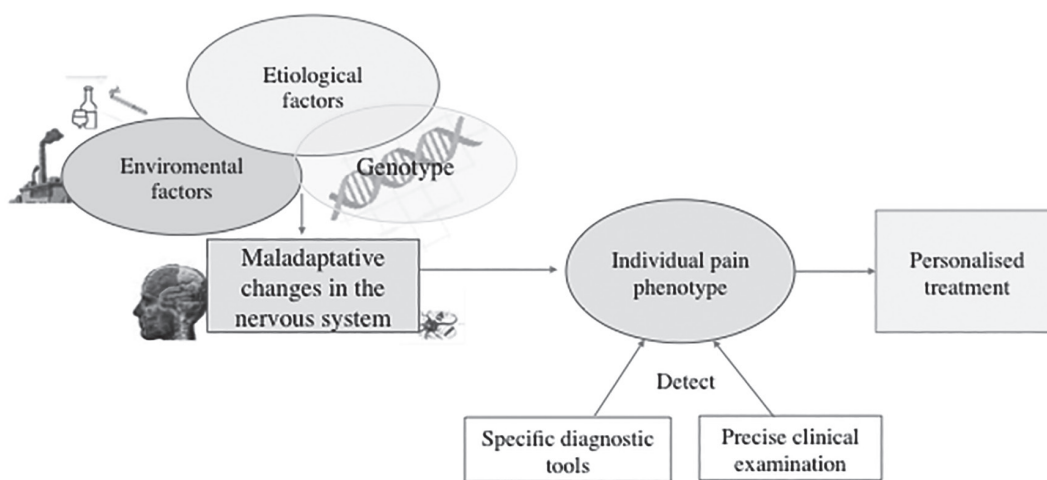 Etiological
factors
Enviromental
factors
Genotype
Maladaptative
changes in the
nervous system
Individual pain
phenotype
Personalised
treatment
Detect
Specific diagnostic
tools
Precise clinical
examination